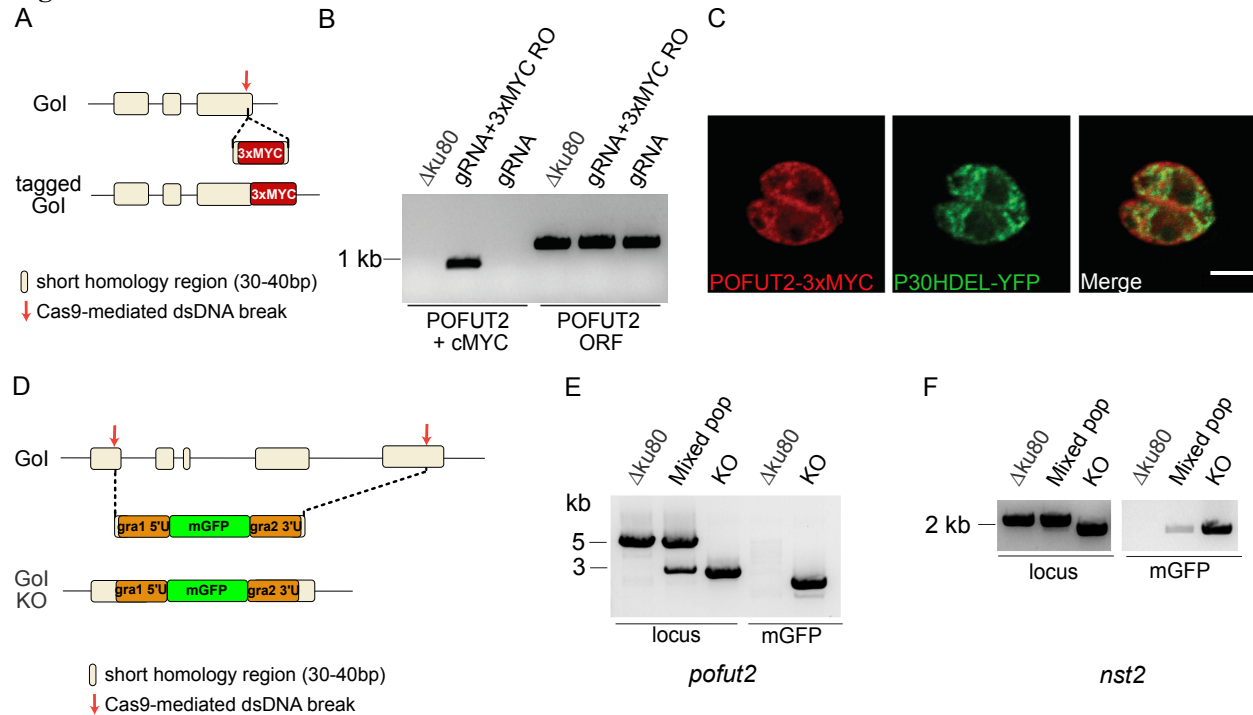 A
GoI
3xMYC
tagged
GoI
3xMYC
short homology region (30-40bp)
Cas9-mediated dsDNA break
B
Δku80
gRNA+3xMYC RO
gRNA
Δku80
gRNA+3xMYC RO
gRNA
1 kb
POFUT2
+ cMYC
POFUT2
ORF
C
POFUT2-3xMYC
P30HDEL-YFP
Merge
D
GoI
gra1 5'U
mGFP
gra2 3'U
GoI
KO
gra1 5'U
mGFP
gra2 3'U
short homology region (30-40bp)
Cas9-mediated dsDNA break
E
Δku80
Mixed pop
KO
Δku80
KO
kb
5
3
locus
mGFP
pofut2
F
Δku80
Mixed pop
KO
Δku80
Mixed pop
KO
2 kb
locus
mGFP
nst2